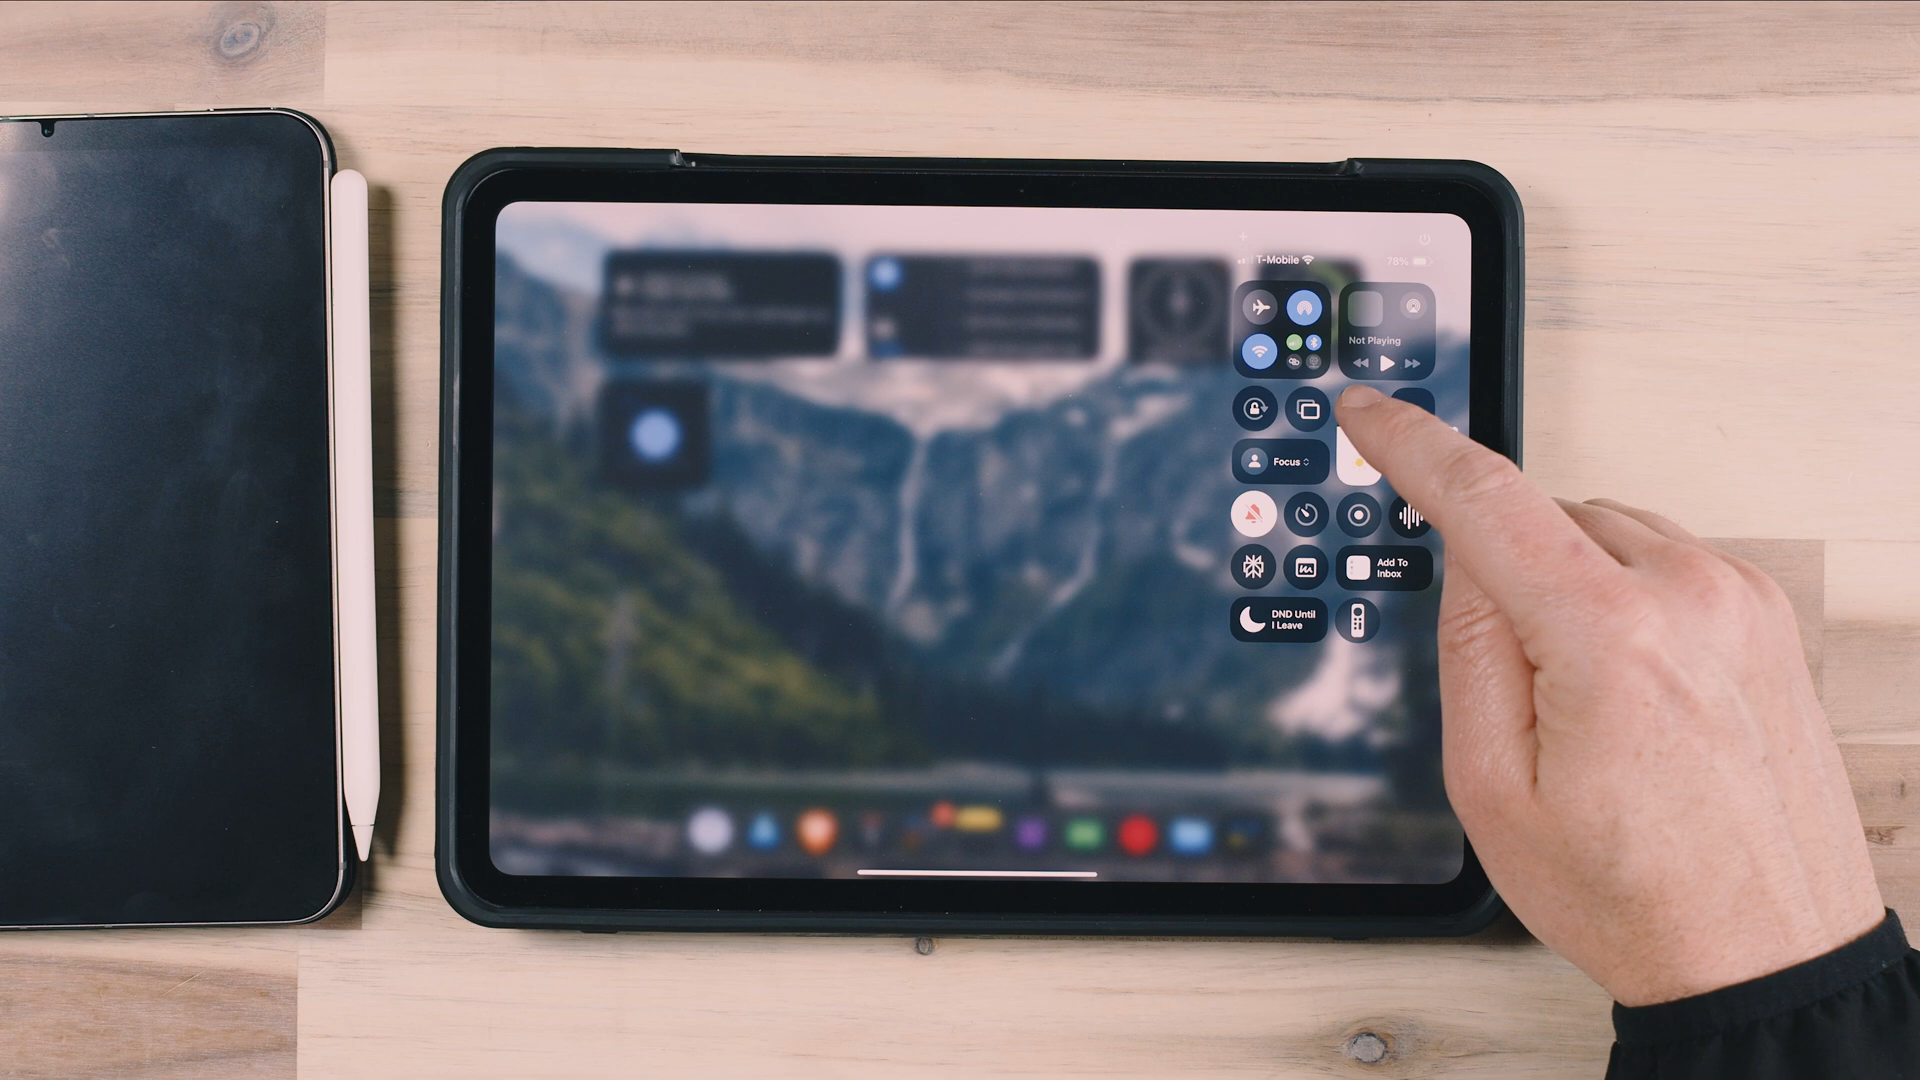 T-Mobile
78%
Not Playing
Focus
Add To
Inbox
DND Until
I Leave